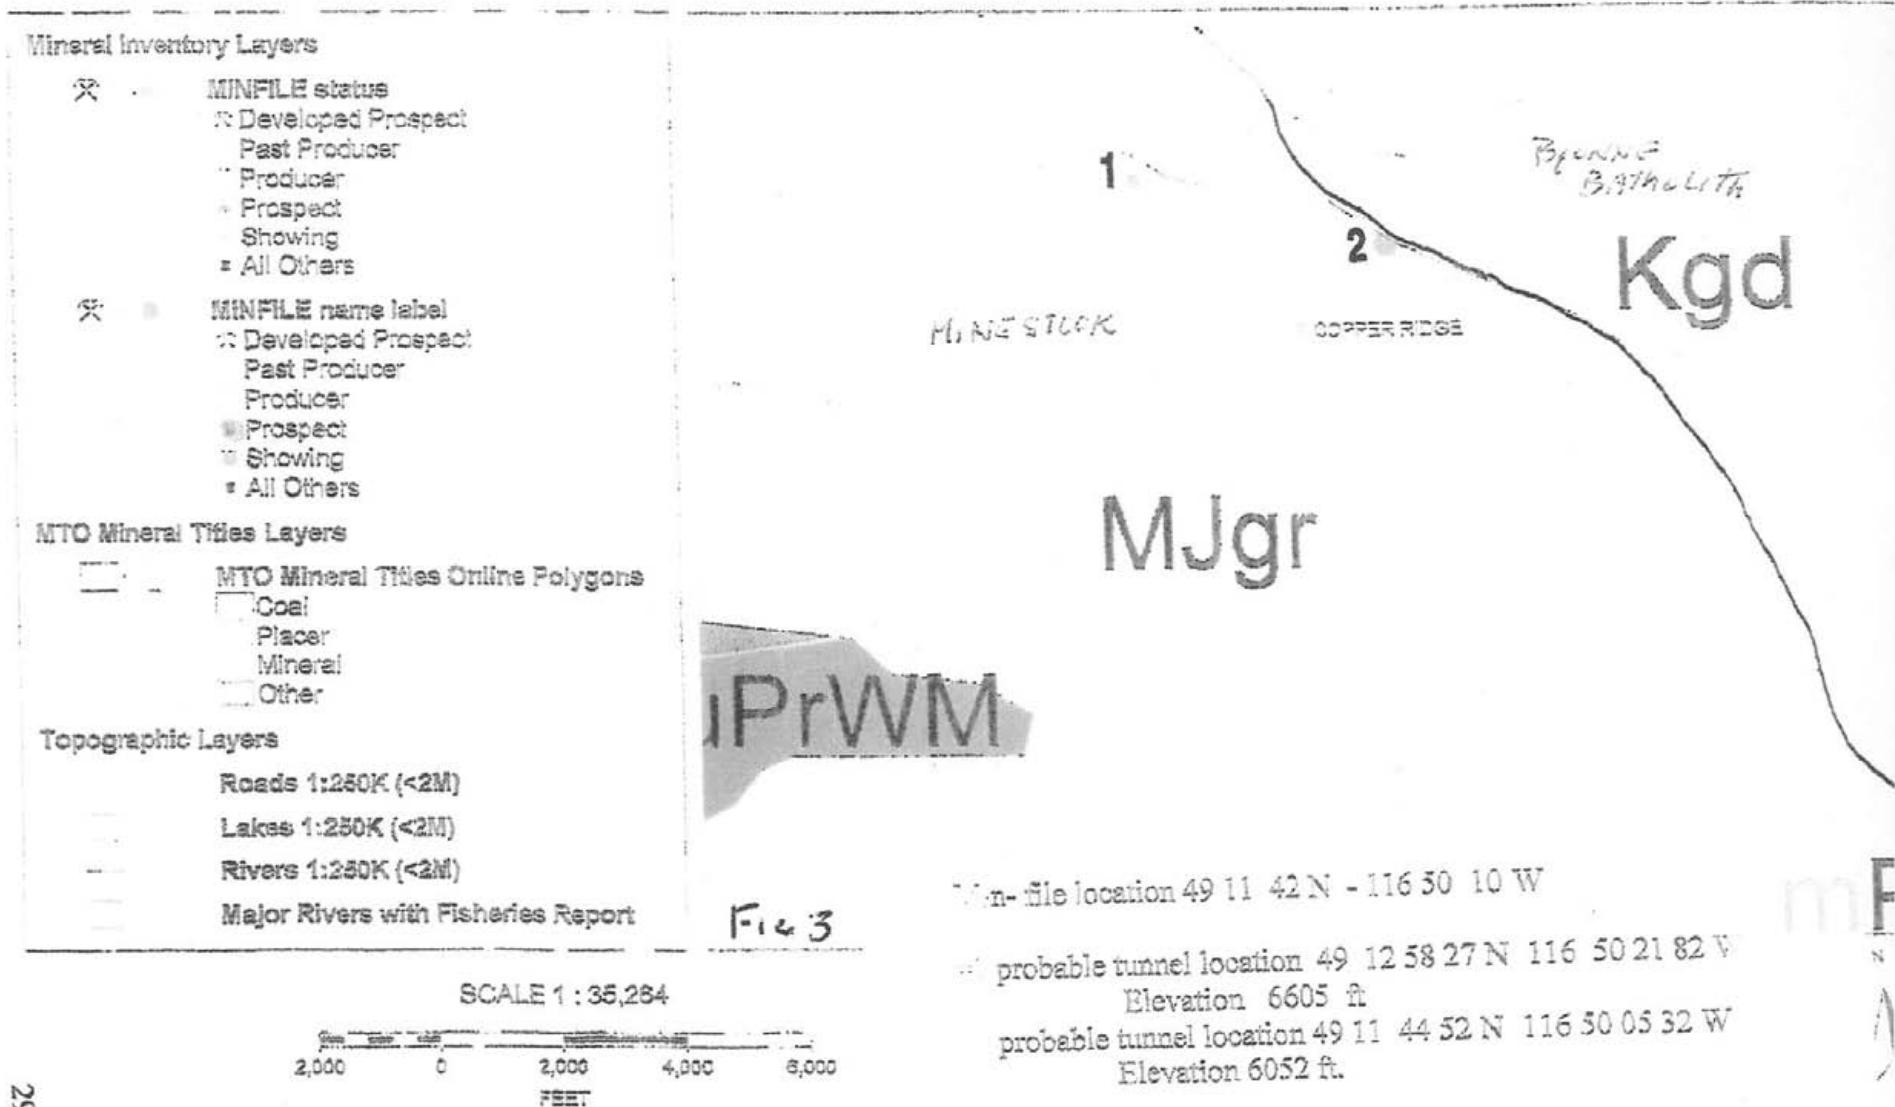 Mineral Inventory Layers
MINFILE status
Developed Prospect
Past Producer
Producer
Prospect
Showing
All Others
MINFILE name label
Developed Prospect
Past Producer
Producer
Prospect
Showing
All Others
MTO Mineral Titles Layers
MTO Mineral Titles Online Polygons
Coal
Placer
Mineral
Other
Topographic Layers
Roads 1:250K (<2M)
Lakes 1:250K (<2M)
Rivers 1:250K (<2M)
Major Rivers with Fisheries Report
SCALE 1 : 35,264
2,000 0 2,000 4,000 6,000
FEET
29
1
2
BATHOLITH
Kgd
MINE STOCK
COPPER RIDGE
MJgr
uPrWM
mP
Fig 3
file location 49 11 42 N - 116 50 10 W
probable tunnel location 49 12 58 27 N 116 50 21 82 W
Elevation 6605 ft
probable tunnel location 49 11 44 52 N 116 50 05 32 W
Elevation 6052 ft.
N